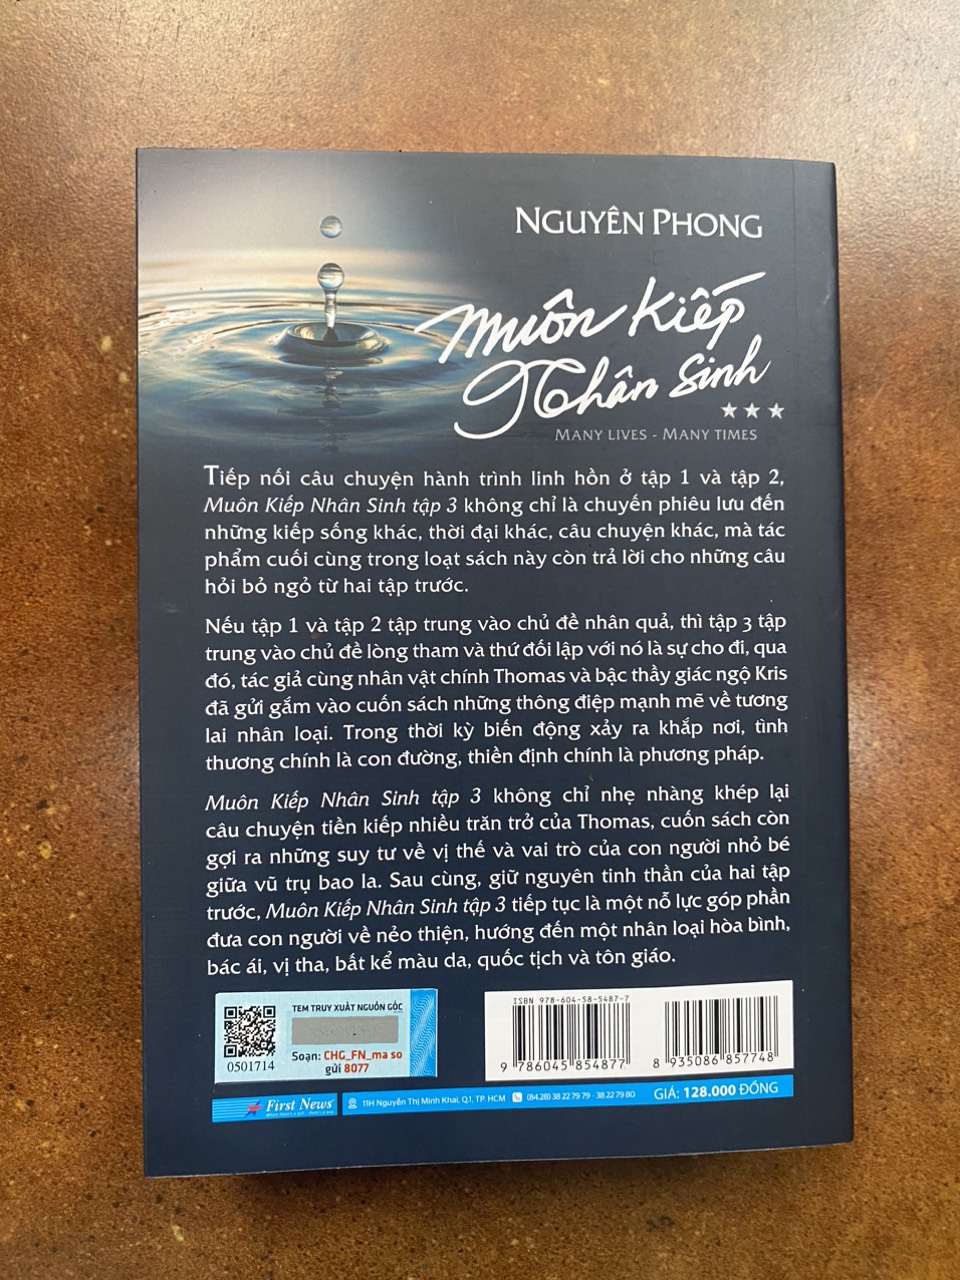 NGUYÊN PHONG
Muôn Kiếp
Nhân Sinh
MANY LIVES - MANY TIMES
Tiếp nối câu chuyện hành trình linh hồn ở tập 1 và tập 2,
Muôn Kiếp Nhân Sinh tập 3 không chỉ là chuyến phiêu lưu đến
những kiếp sống khác, thời đại khác, câu chuyện khác, mà tác
phẩm cuối cùng trong loạt sách này còn trả lời cho những câu
hỏi bỏ ngỏ từ hai tập trước.
Nếu tập 1 và tập 2 tập trung vào chủ đề nhân quả, thì tập 3 tập
trung vào chủ đề lòng tham và thứ đối lập với nó là sự cho đi, qua
đó, tác giả cùng nhân vật chính Thomas và bậc thầy giác ngộ Kris
đã gửi gắm vào cuốn sách những thông điệp mạnh mẽ về tương
lai nhân loại. Trong thời kỳ biến động xảy ra khắp nơi, tình
thương chính là con đường, thiền định chính là phương pháp.
Muôn Kiếp Nhân Sinh tập 3 không chỉ nhẹ nhàng khép lại
câu chuyện tiền kiếp nhiều trăn trở của Thomas, cuốn sách còn
gợi ra những suy tư về vị thế và vai trò của con người nhỏ bé
giữa vũ trụ bao la. Sau cùng, giữ nguyên tinh thần của hai tập
trước, Muôn Kiếp Nhân Sinh tập 3 tiếp tục là một nỗ lực góp phần
đưa con người về nẻo thiện, hướng đến một nhân loại hòa bình,
bác ái, vị tha, bất kể màu da, quốc tịch và tôn giáo.
TEM TRUY XUẤT NGUỒN GỐC
Soạn: CHG_FN_ma so
gửi 8077
0501714
ISBN 978-604-58-5487-7
9 786045 854877
8 935086 857748
First News
11H Nguyễn Thị Minh Khai, Q.1, TP. HCM
(84.28) 38 22 79 79 - 38 22 79 80
GIÁ: 128.000 ĐỒNG